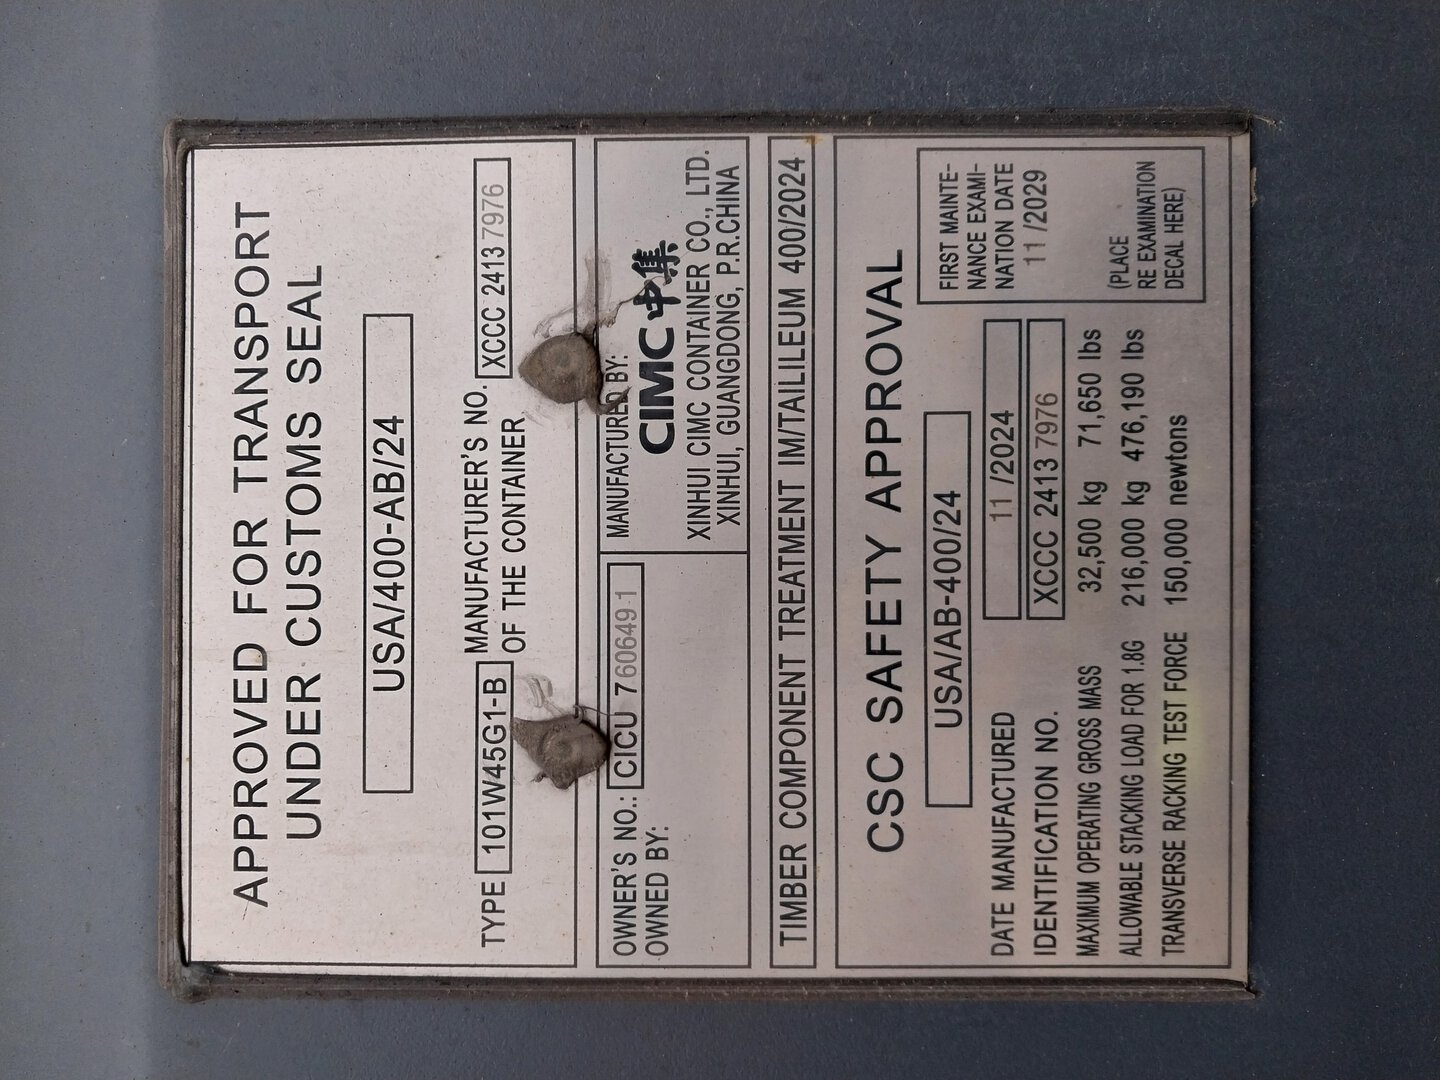 APPROVED FOR TRANSPORT
UNDER CUSTOMS SEAL
USA/400-AB/24
TYPE 101W45G1-B MANUFACTURER'S NO. OF THE CONTAINER XCCC 2413 7976
OWNER'S NO.: CICU 7 60649 1
OWNED BY:
MANUFACTURED BY:
CIMC 中集
XINHUI CIMC CONTAINER CO., LTD.
XINHUI, GUANGDONG, P.R.CHINA
TIMBER COMPONENT TREATMENT IM/TAILILEUM 400/2024
CSC SAFETY APPROVAL
USA/AB-400/24
DATE MANUFACTURED 11 /2024
IDENTIFICATION NO. XCCC 2413 7976
MAXIMUM OPERATING GROSS MASS 32,500 kg 71,650 lbs
ALLOWABLE STACKING LOAD FOR 1.8G 216,000 kg 476,190 lbs
TRANSVERSE RACKING TEST FORCE 150,000 newtons
FIRST MAINTE-
NANCE EXAMI-
NATION DATE
11 /2029
(PLACE
RE EXAMINATION
DECAL HERE)